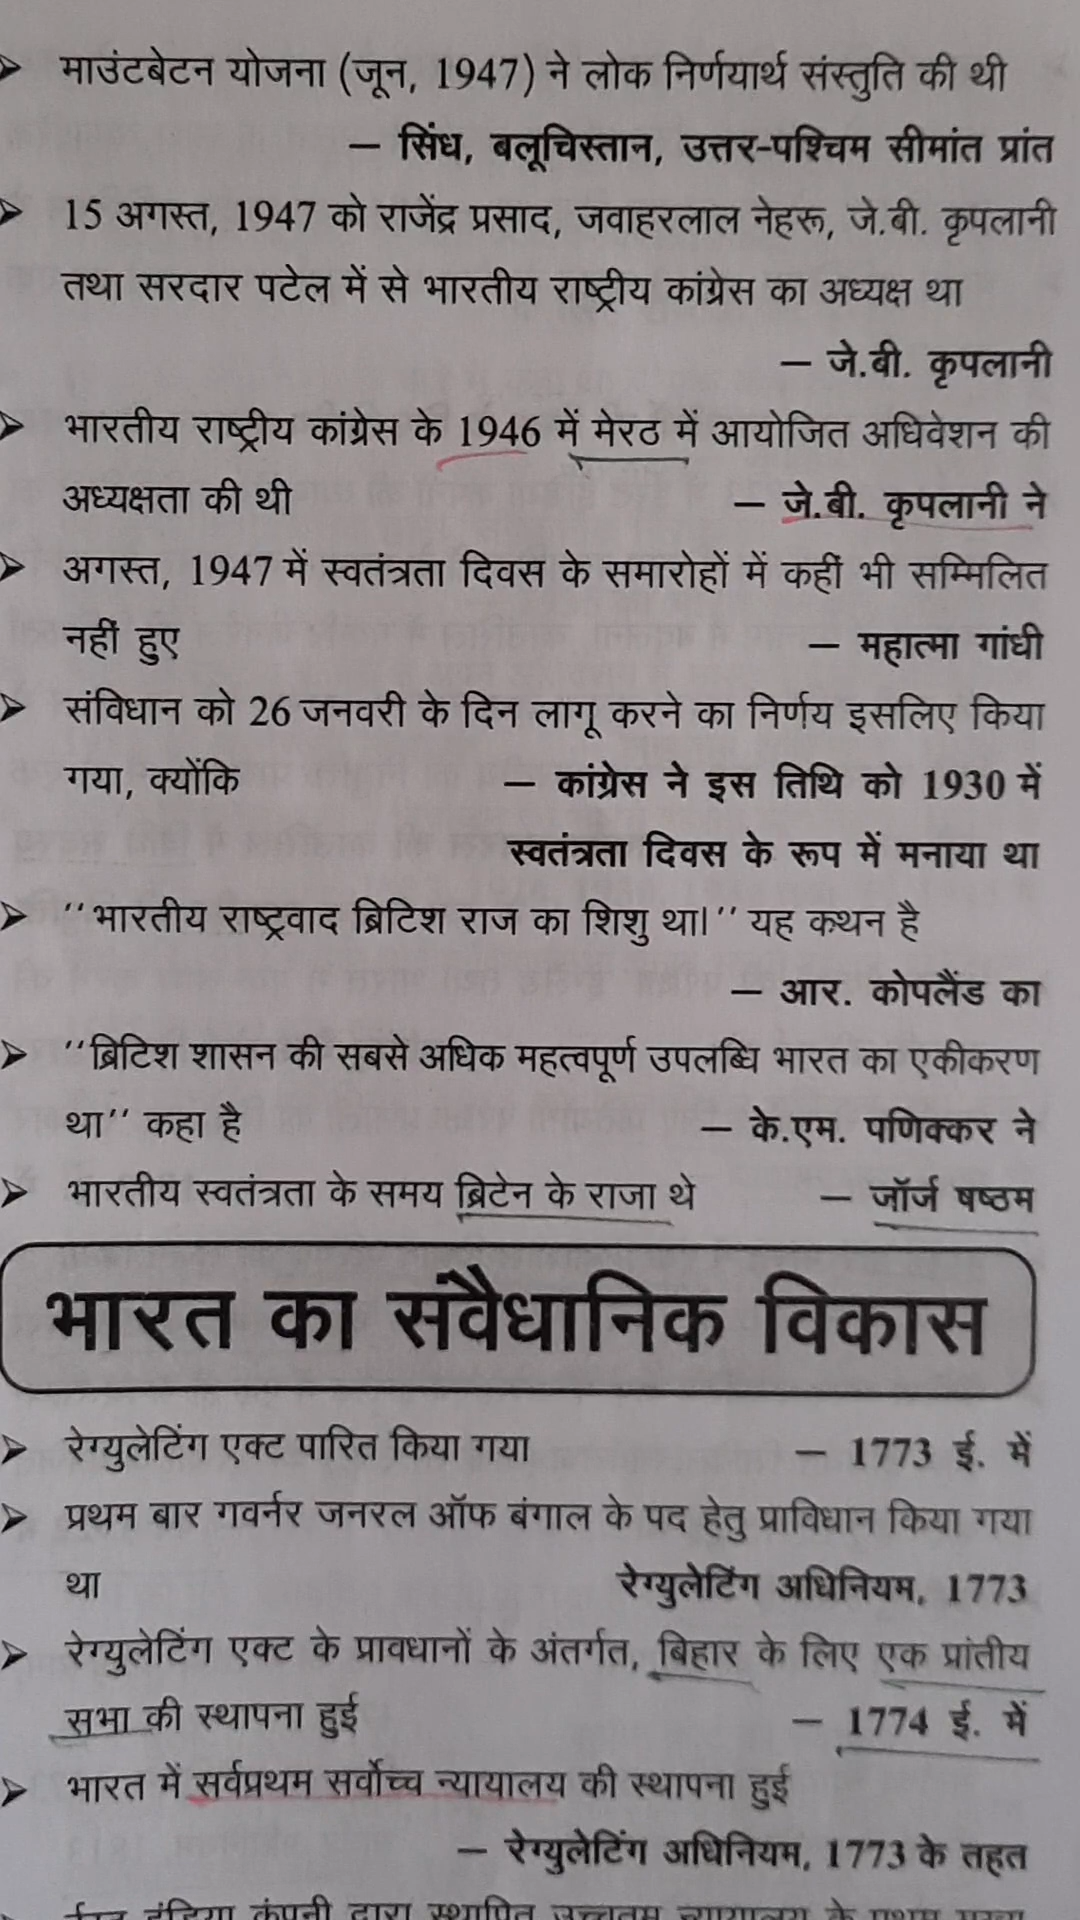 ➤ माउंटबेटन योजना (जून, 1947) ने लोक निर्णयार्थ संस्तुति की थी
— सिंध, बलूचिस्तान, उत्तर-पश्चिम सीमांत प्रांत
➤ 15 अगस्त, 1947 को राजेंद्र प्रसाद, जवाहरलाल नेहरू, जे.बी. कृपलानी
तथा सरदार पटेल में से भारतीय राष्ट्रीय कांग्रेस का अध्यक्ष था
— जे.बी. कृपलानी
➤ भारतीय राष्ट्रीय कांग्रेस के 1946 में मेरठ में आयोजित अधिवेशन की
अध्यक्षता की थी — जे.बी. कृपलानी ने
➤ अगस्त, 1947 में स्वतंत्रता दिवस के समारोहों में कहीं भी सम्मिलित
नहीं हुए — महात्मा गांधी
➤ संविधान को 26 जनवरी के दिन लागू करने का निर्णय इसलिए किया
गया, क्योंकि — कांग्रेस ने इस तिथि को 1930 में
स्वतंत्रता दिवस के रूप में मनाया था
➤ ''भारतीय राष्ट्रवाद ब्रिटिश राज का शिशु था।'' यह कथन है
— आर. कोपलैंड का
➤ ''ब्रिटिश शासन की सबसे अधिक महत्वपूर्ण उपलब्धि भारत का एकीकरण
था'' कहा है — के.एम. पणिक्कर ने
➤ भारतीय स्वतंत्रता के समय ब्रिटेन के राजा थे — जॉर्ज षष्ठम
भारत का संवैधानिक विकास
➤ रेग्युलेटिंग एक्ट पारित किया गया — 1773 ई. में
➤ प्रथम बार गवर्नर जनरल ऑफ बंगाल के पद हेतु प्राविधान किया गया
था रेग्युलेटिंग अधिनियम, 1773
➤ रेग्युलेटिंग एक्ट के प्रावधानों के अंतर्गत, बिहार के लिए एक प्रांतीय
सभा की स्थापना हुई — 1774 ई. में
➤ भारत में सर्वप्रथम सर्वोच्च न्यायालय की स्थापना हुई
— रेग्युलेटिंग अधिनियम, 1773 के तहत
ईस्ट इंडिया कंपनी द्वारा स्थापित उच्चतम न्यायालय के प्रथम मुख्य